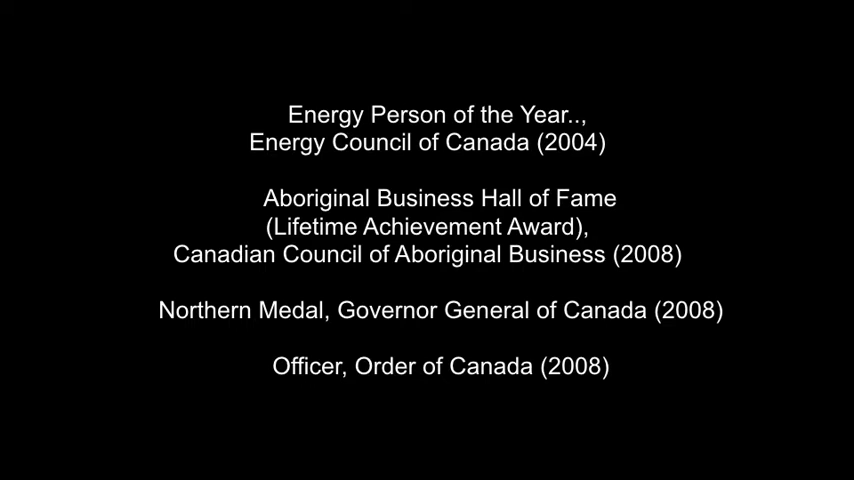 Energy Person of the Year..,
Energy Council of Canada (2004)
Aboriginal Business Hall of Fame
(Lifetime Achievement Award),
Canadian Council of Aboriginal Business (2008)
Northern Medal, Governor General of Canada (2008)
Officer, Order of Canada (2008)